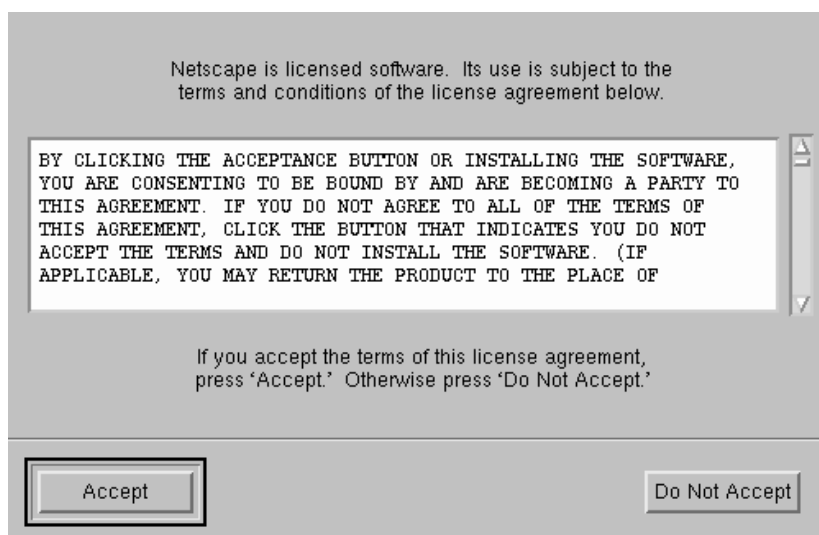 Netscape is licensed software.  Its use is subject to the
terms and conditions of the license agreement below.
BY CLICKING THE ACCEPTANCE BUTTON OR INSTALLING THE SOFTWARE,
YOU ARE CONSENTING TO BE BOUND BY AND ARE BECOMING A PARTY TO
THIS AGREEMENT. IF YOU DO NOT AGREE TO ALL OF THE TERMS OF
THIS AGREEMENT, CLICK THE BUTTON THAT INDICATES YOU DO NOT
ACCEPT THE TERMS AND DO NOT INSTALL THE SOFTWARE. (IF
APPLICABLE, YOU MAY RETURN THE PRODUCT TO THE PLACE OF
If you accept the terms of this license agreement,
press ‘Accept.’  Otherwise press ‘Do Not Accept.’
Accept
Do Not Accept